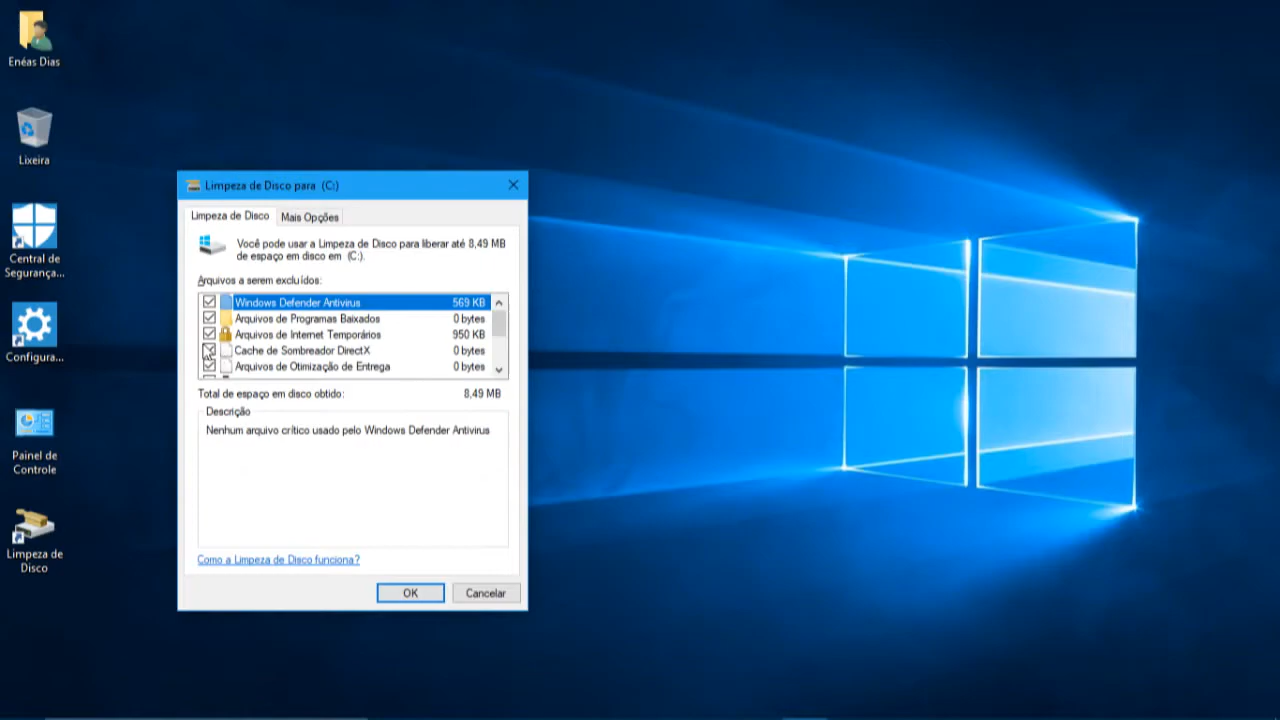 Enéas Dias
Lixeira
Central de
Segurança...
Configura...
Painel de
Controle
Limpeza de
Disco
Limpeza de Disco para  (C:)
Limpeza de Disco
Mais Opções
Você pode usar a Limpeza de Disco para liberar até 8,49 MB
de espaço em disco em  (C:).
Arquivos a serem excluídos:
Windows Defender Antivirus 569 KB
Arquivos de Programas Baixados 0 bytes
Arquivos de Internet Temporários 950 KB
Cache de Sombreador DirectX 0 bytes
Arquivos de Otimização de Entrega 0 bytes
Total de espaço em disco obtido: 8,49 MB
Descrição
Nenhum arquivo crítico usado pelo Windows Defender Antivirus
Como a Limpeza de Disco funciona?
OK
Cancelar